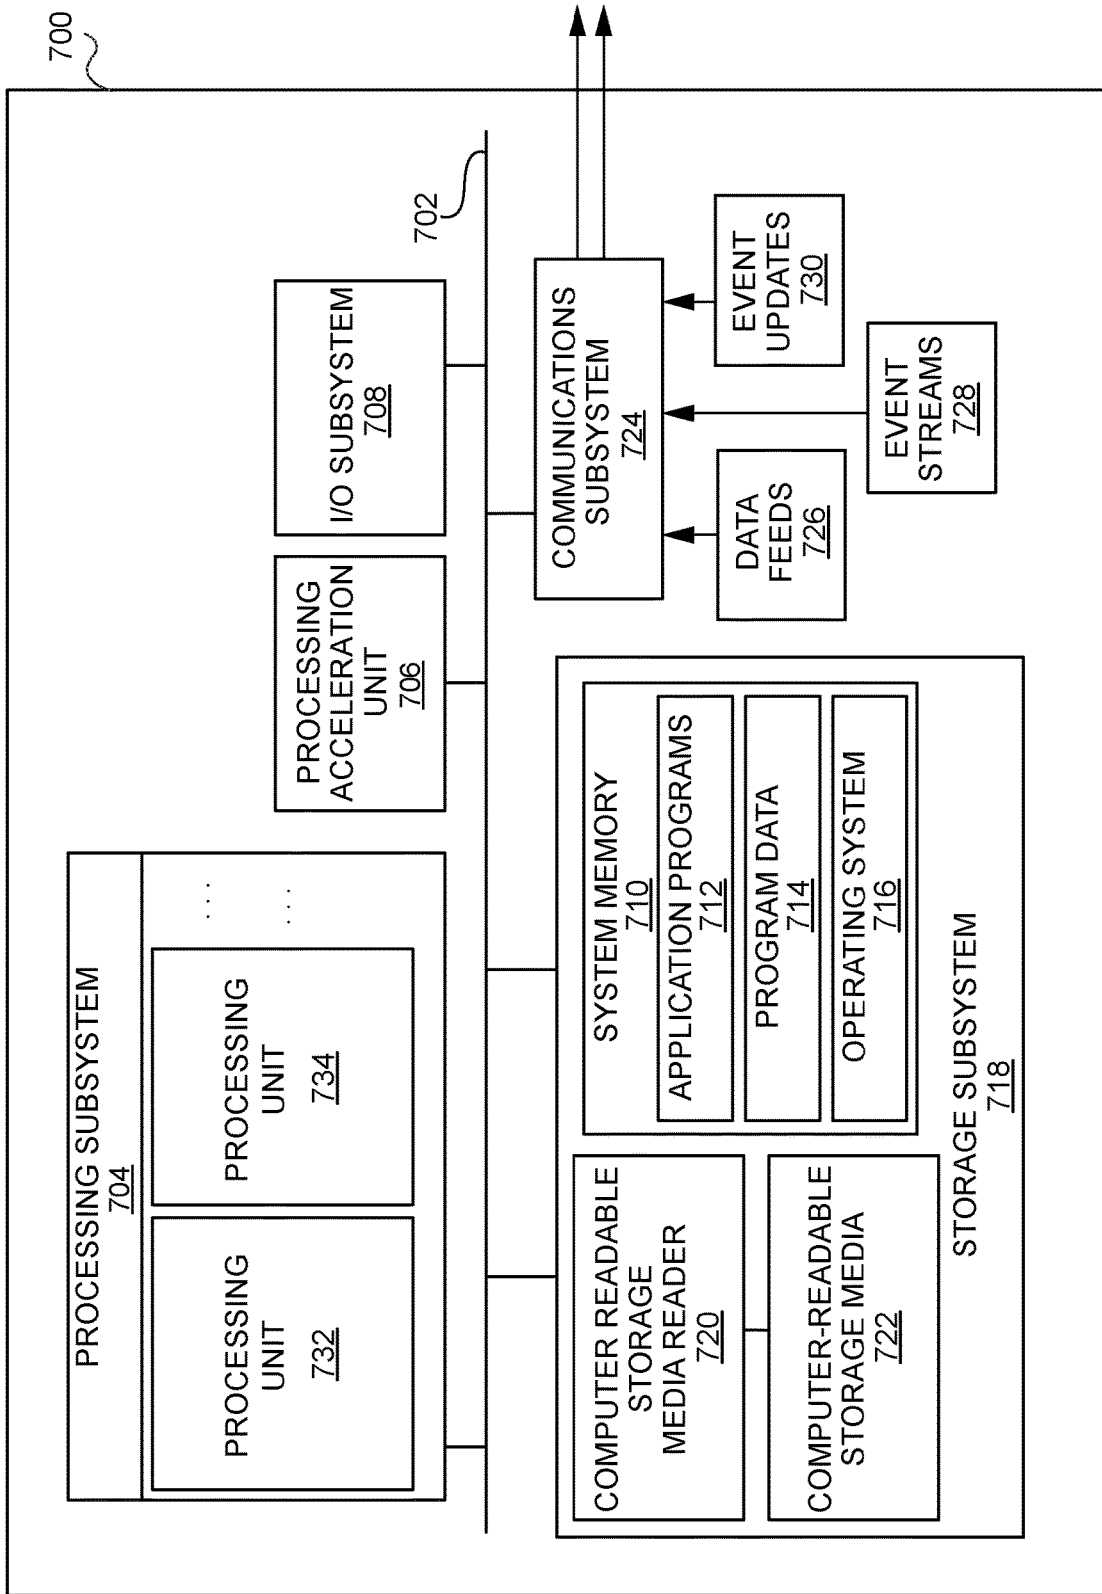 700
PROCESSING SUBSYSTEM
704
PROCESSING
UNIT
732
PROCESSING
UNIT
734
. . .
. . .
PROCESSING
ACCELERATION
UNIT
706
I/O SUBSYSTEM
708
702
COMPUTER READABLE
STORAGE
MEDIA READER
720
COMPUTER-READABLE
STORAGE MEDIA
722
SYSTEM MEMORY
710
APPLICATION PROGRAMS
712
PROGRAM DATA
714
OPERATING SYSTEM
716
STORAGE SUBSYSTEM
718
COMMUNICATIONS
SUBSYSTEM
724
DATA
FEEDS
726
EVENT
STREAMS
728
EVENT
UPDATES
730